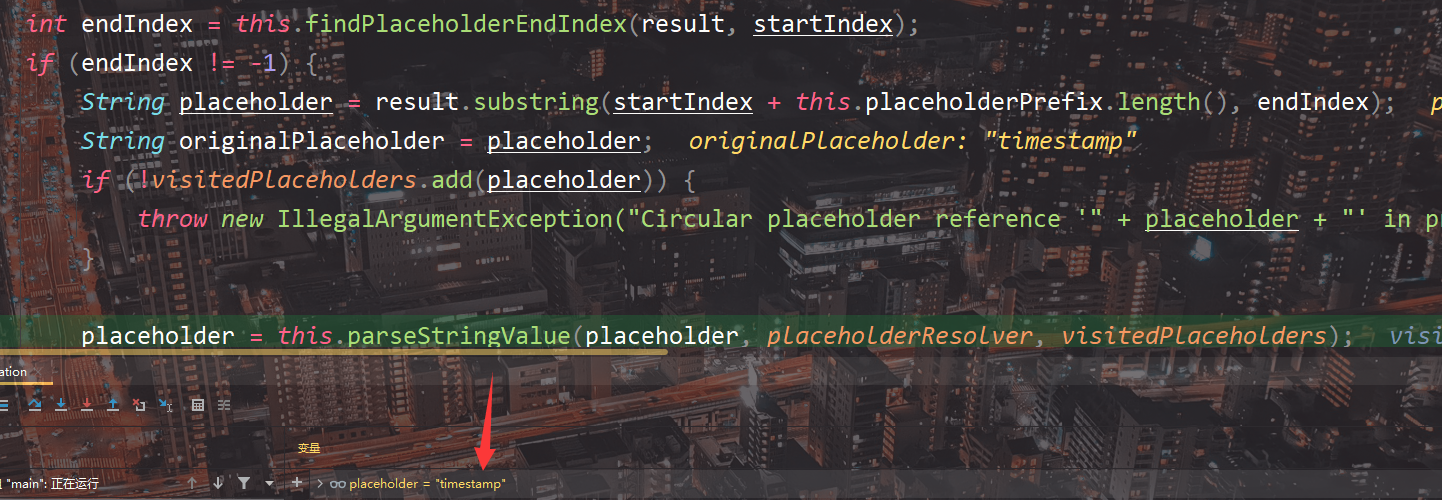 int endIndex = this.findPlaceholderEndIndex(result, startIndex);
if (endIndex != -1) {
String placeholder = result.substring(startIndex + this.placeholderPrefix.length(), endIndex); p
String originalPlaceholder = placeholder; originalPlaceholder: "timestamp"
if (!visitedPlaceholders.add(placeholder)) {
throw new IllegalArgumentException("Circular placeholder reference '" + placeholder + "' in p
}
placeholder = this.parseStringValue(placeholder, placeholderResolver, visitedPlaceholders); visi
ation
变量
"main": 正在运行
placeholder = "timestamp"